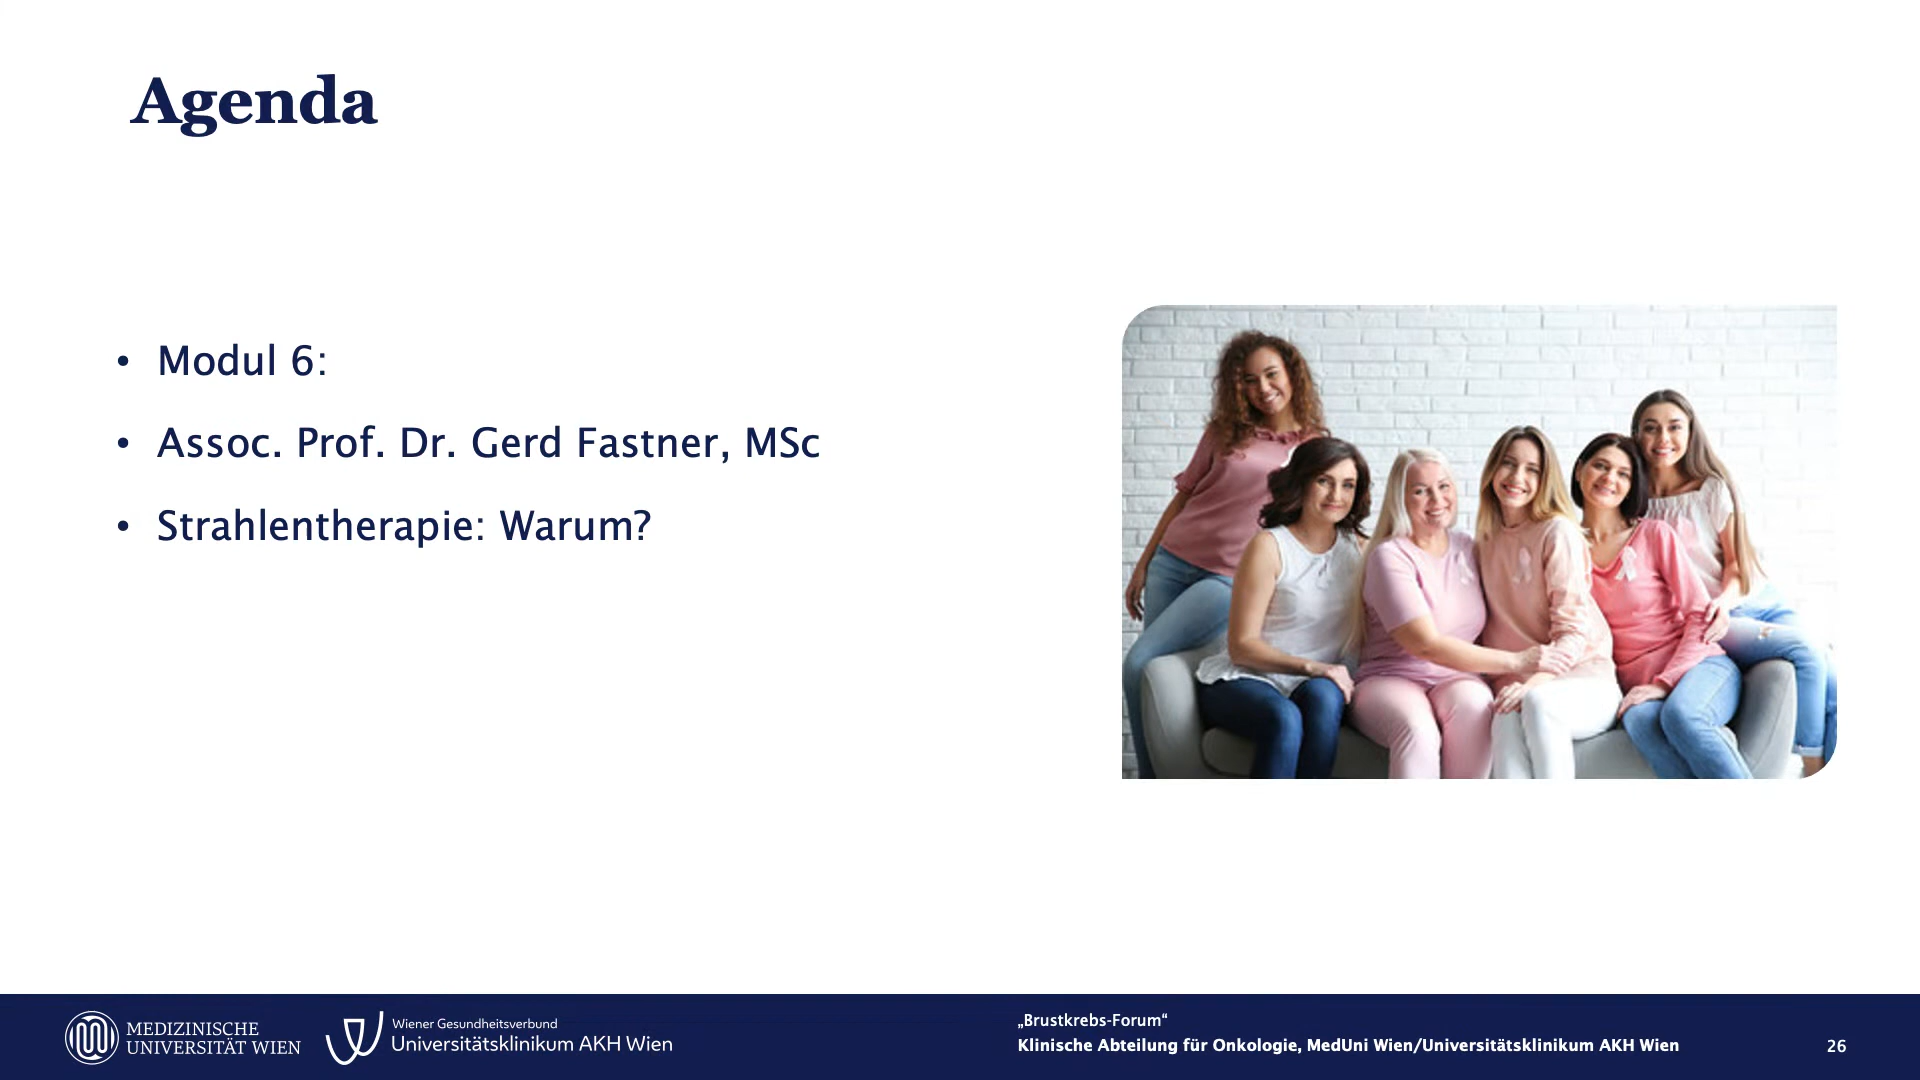 Agenda
• Modul 6:
• Assoc. Prof. Dr. Gerd Fastner, MSc
• Strahlentherapie: Warum?
MEDIZINISCHE
UNIVERSITÄT WIEN
Wiener Gesundheitsverbund
Universitätsklinikum AKH Wien
„Brustkrebs-Forum“
Klinische Abteilung für Onkologie, MedUni Wien/Universitätsklinikum AKH Wien
26